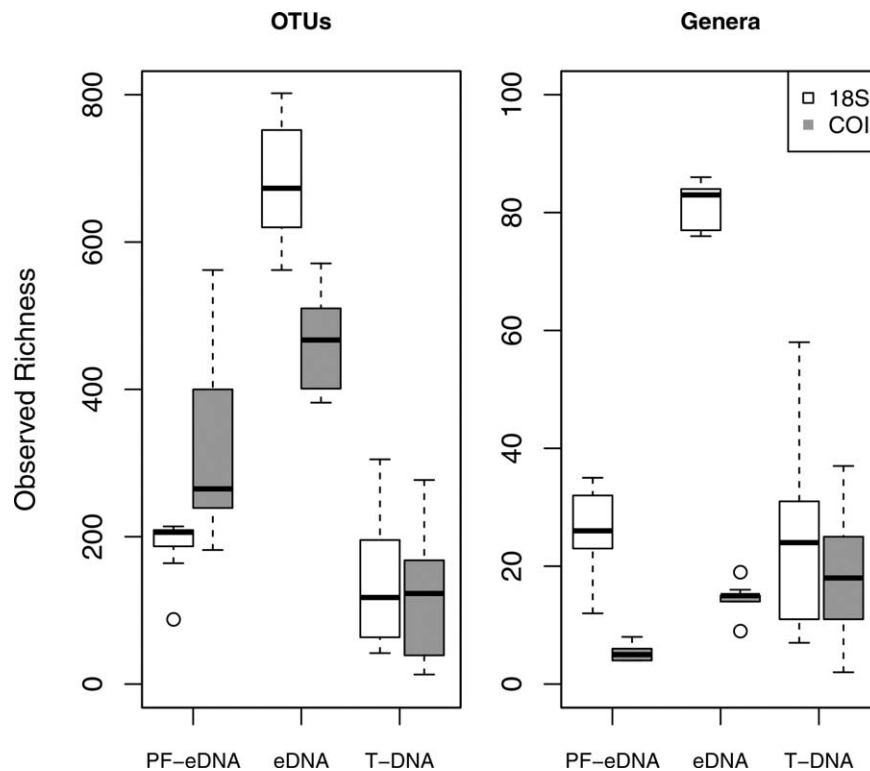 OTUs
Genera
Observed Richness
800
600
400
200
0
100
80
60
40
20
0
18S
COI
PF-eDNA
eDNA
T-DNA
PF-eDNA
eDNA
T-DNA